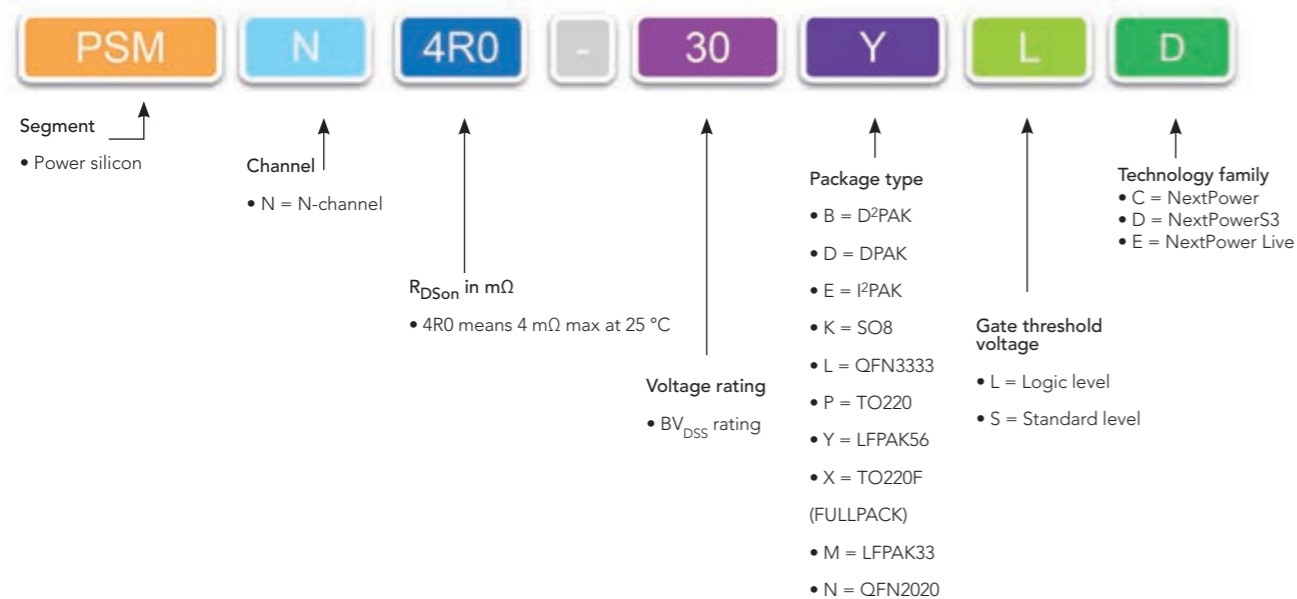 PSM N 4R0 - 30 Y L D
Segment
• Power silicon
Channel
• N = N-channel
R_DSon in mΩ
• 4R0 means 4 mΩ max at 25 °C
Voltage rating
• BV_DSS rating
Package type
• B = D²PAK
• D = DPAK
• E = I²PAK
• K = SO8
• L = QFN3333
• P = TO220
• Y = LFPAK56
• X = TO220F
(FULLPACK)
• M = LFPAK33
• N = QFN2020
Gate threshold
voltage
• L = Logic level
• S = Standard level
Technology family
• C = NextPower
• D = NextPowerS3
• E = NextPower Live